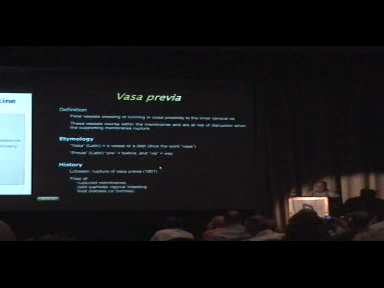 Vasa previa
Definition
Fetal vessels crossing or running in close proximity to the inner cervical os
These vessels course within the membranes and are at risk of disruption when
the supporting membranes rupture.
Etymology
"Vasa" (Latin) = a vessel or a dish (thus the word "vase")
"Previa" (Latin) "pre" = before, and "via" = way
History
Lobstein, rupture of vasa previa (1801)
Triad of
ruptured membranes
vaginal bleeding
fetal distress